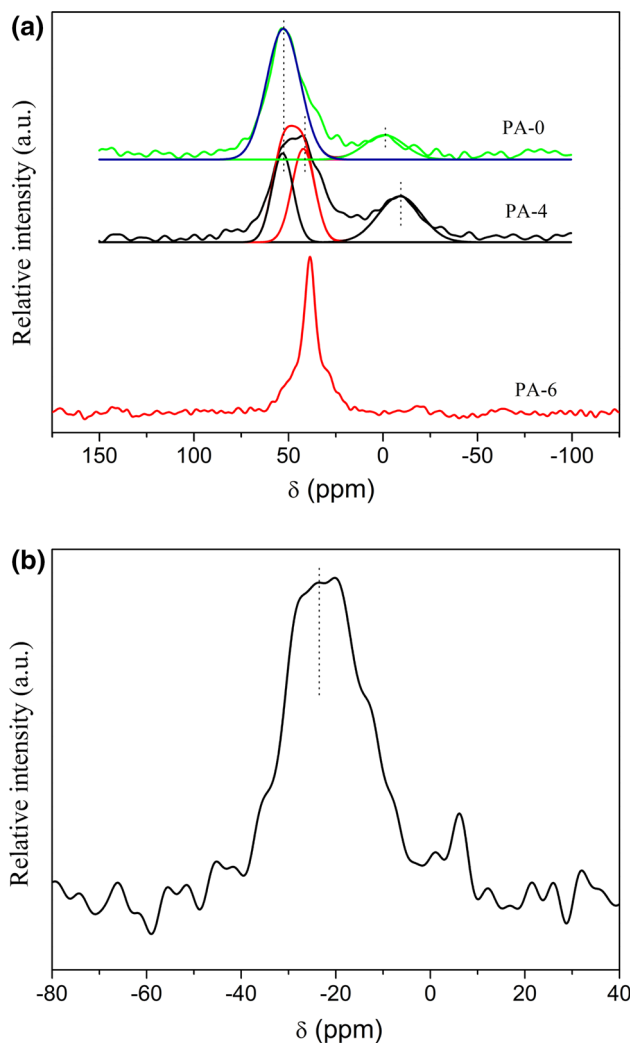 (a)
Relative intensity (a.u.)
PA-0
PA-4
PA-6
150 100 50 0 -50 -100
δ (ppm)
(b)
Relative intensity (a.u.)
-80 -60 -40 -20 0 20 40
δ (ppm)